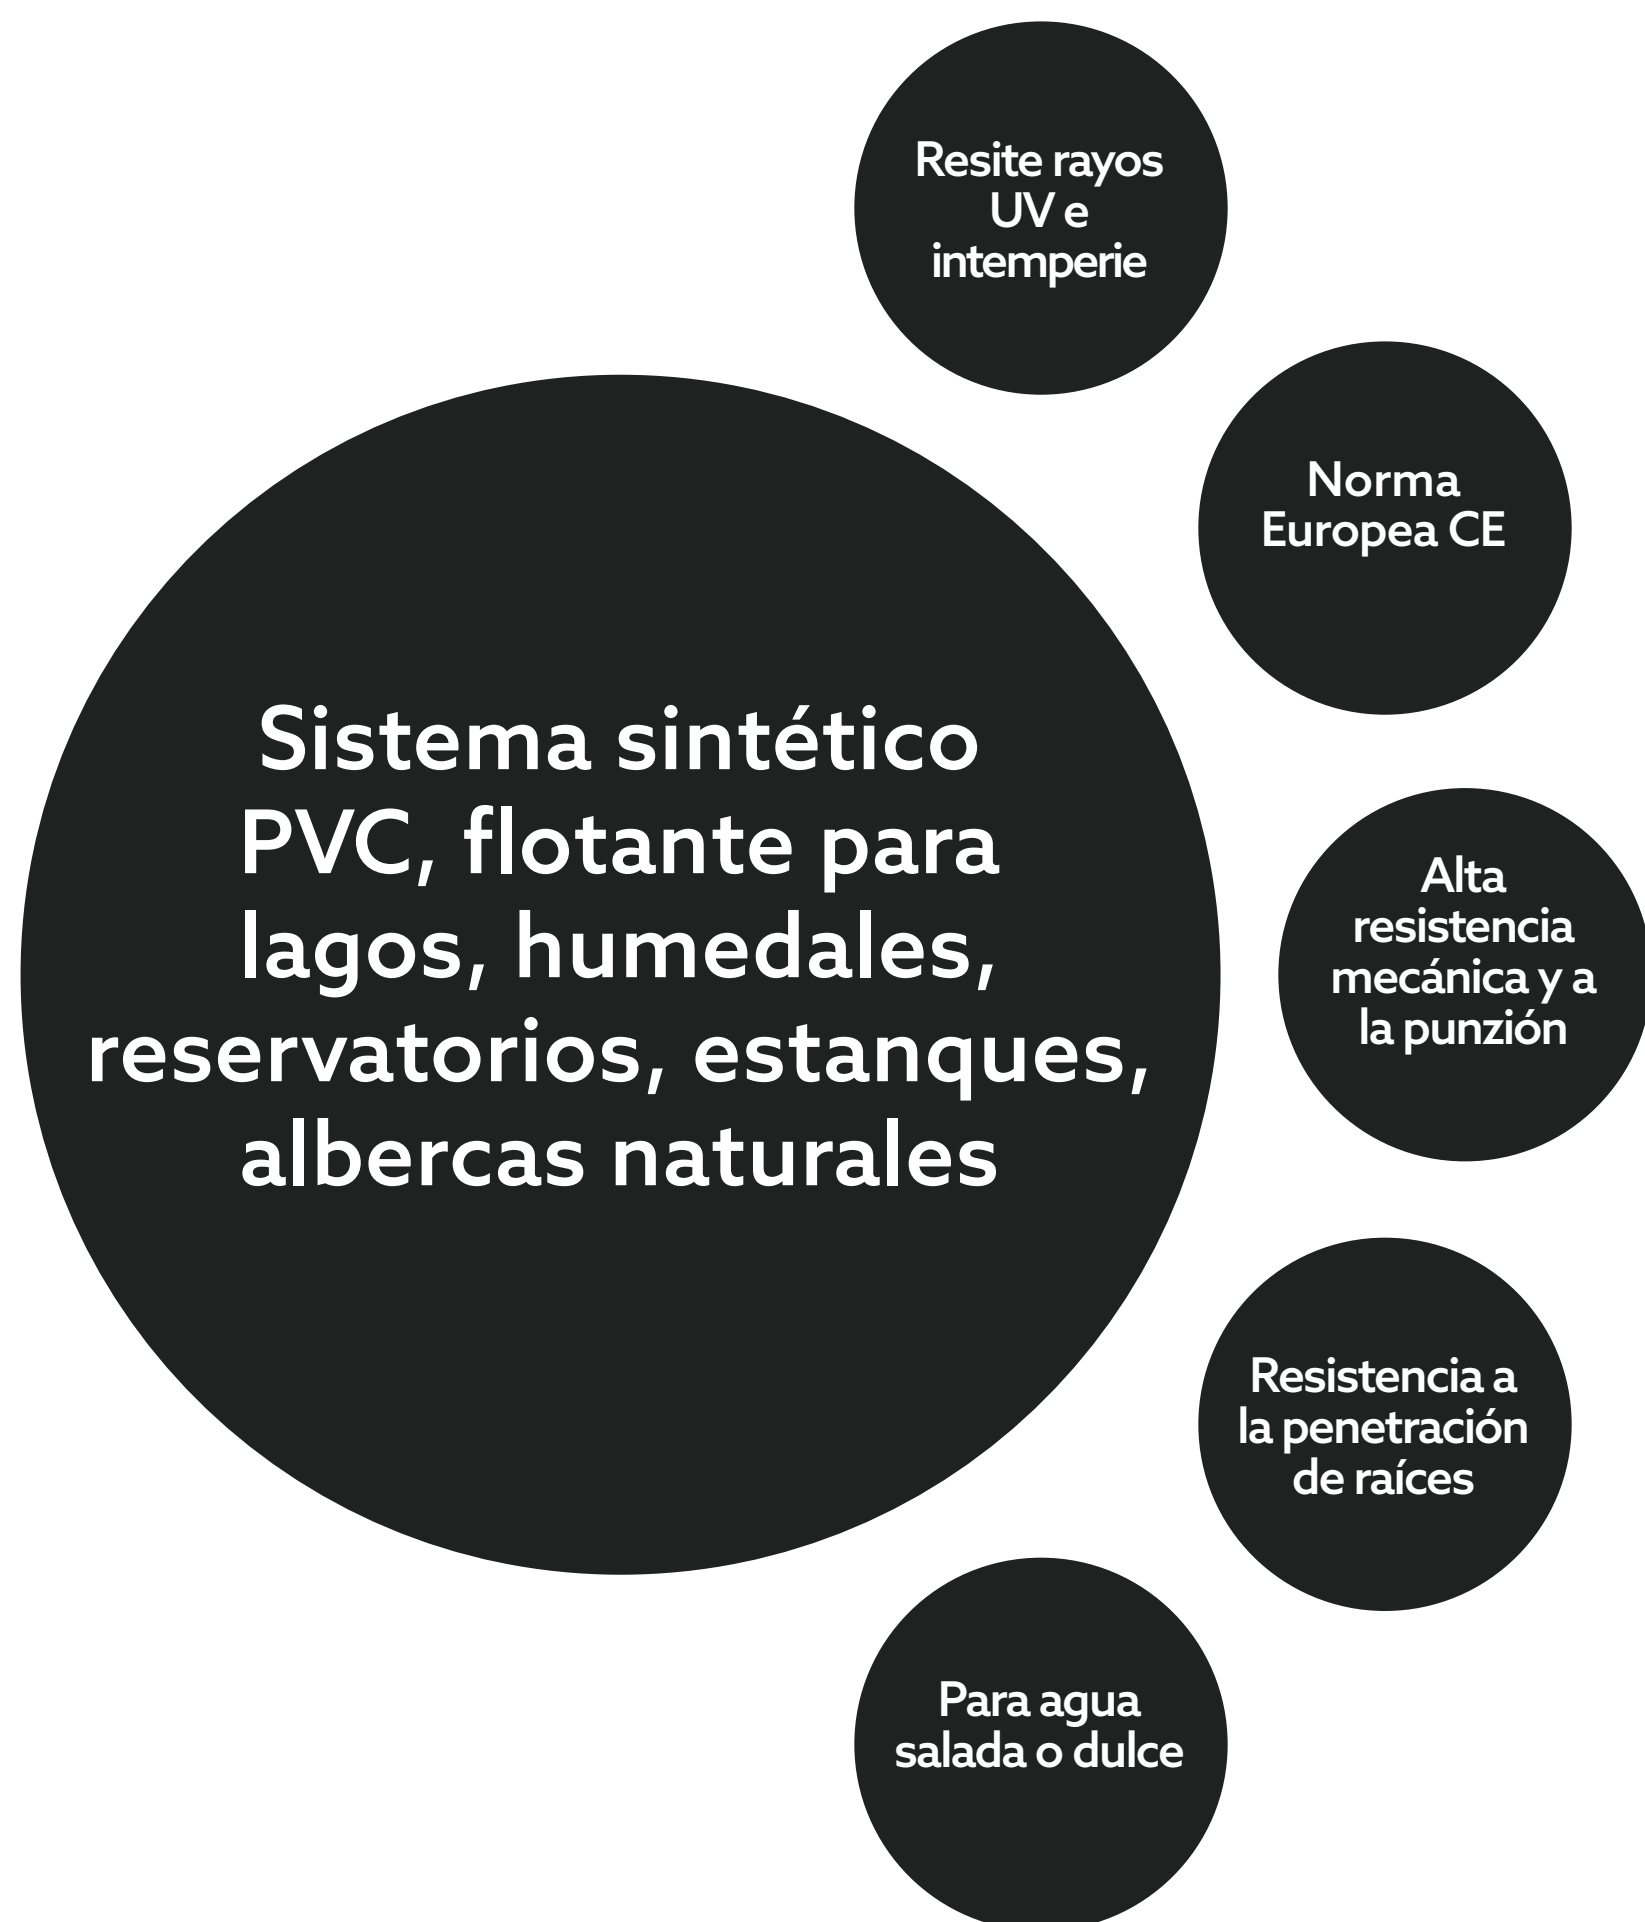 Resite rayos
UV e
intemperie
Norma
Europea CE
Sistema sintético
PVC, flotante para
lagos, humedales,
reservatorios, estanques,
albercas naturales
Alta
resistencia
mecánica y a
la punzión
Resistencia a
la penetración
de raíces
Para agua
salada o dulce